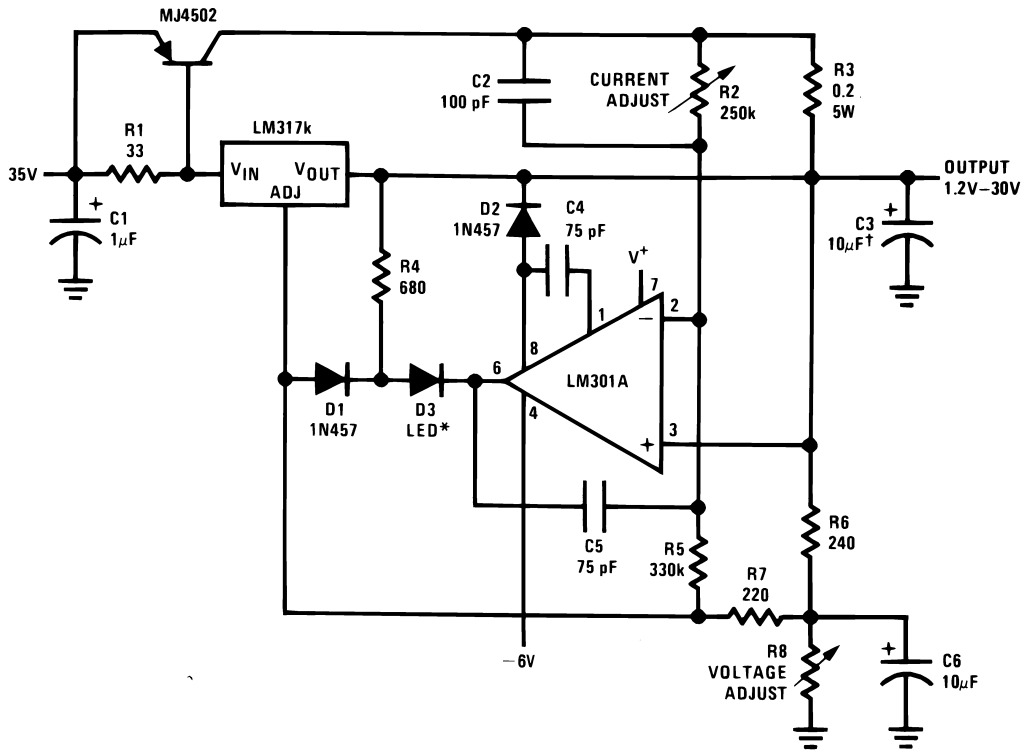 MJ4502
C2
100 pF
CURRENT
ADJUST
R2
250k
R3
0.2
5W
R1
33
LM317k
35V
VIN
VOUT
ADJ
OUTPUT
1.2V–30V
+
C1
1μF
D2
1N457
C4
75 pF
+
C3
10μF†
R4
680
V+
7
1
2
−
8
6
LM301A
4
D1
1N457
D3
LED*
+
3
C5
75 pF
R5
330k
R6
240
R7
220
−6V
R8
VOLTAGE
ADJUST
+
C6
10μF